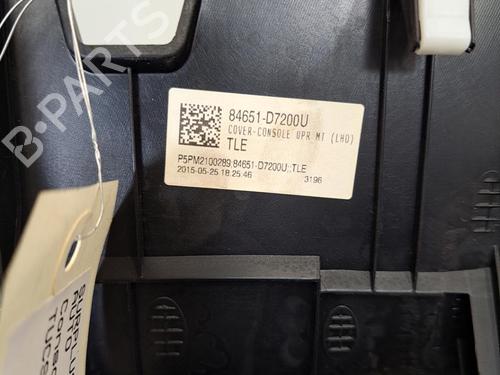 84651-D7200U
COVER-CONSOLE UPR MT (LHD)
TLE
P5PM2100289,84651-D7200U,,TLE
2015-05-25 18:25:46 3196
B-PARTS